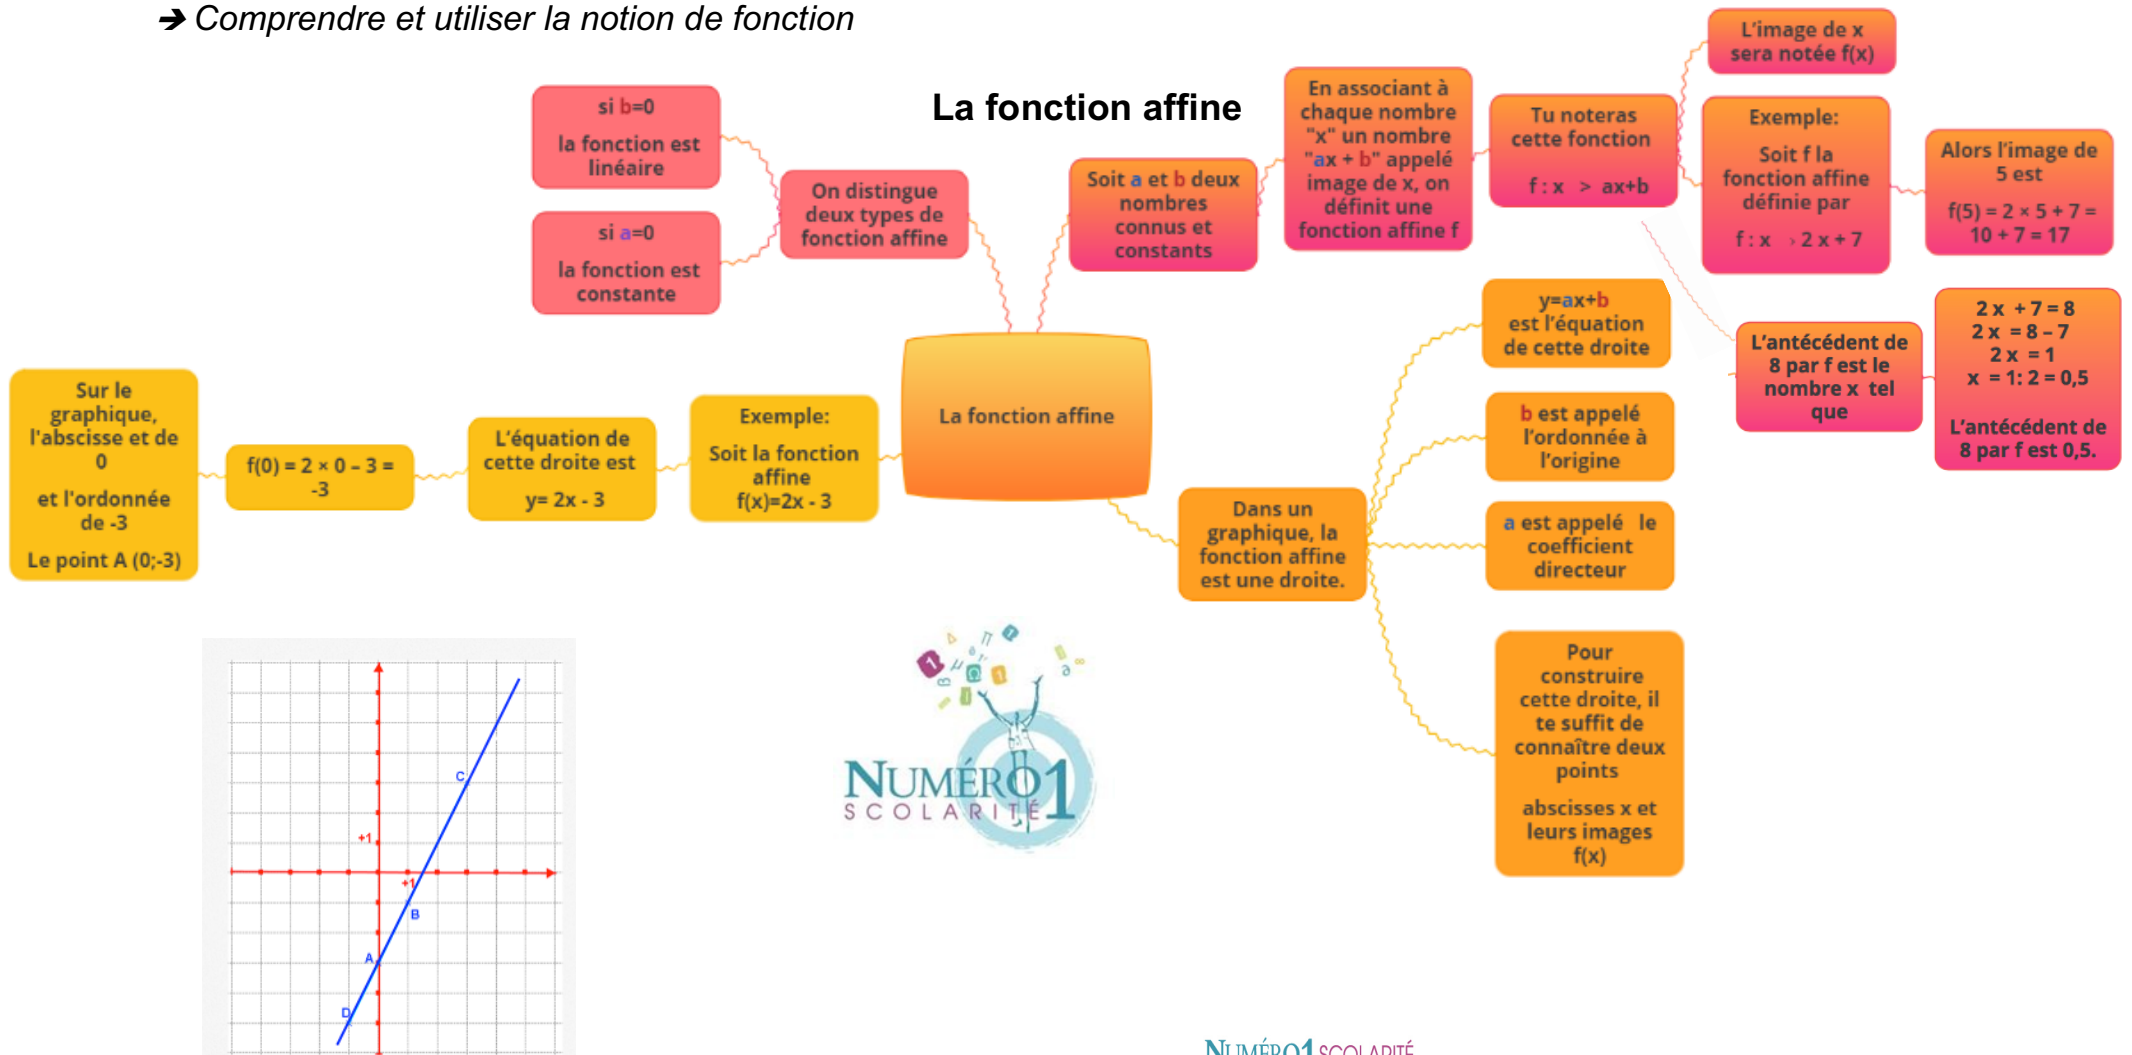 ➔ Comprendre et utiliser la notion de fonction
La fonction affine
si b=0
la fonction est
linéaire
si a=0
la fonction est
constante
On distingue
deux types de
fonction affine
Soit a et b deux
nombres
connus et
constants
En associant à
chaque nombre
"x" un nombre
"ax + b" appelé
image de x, on
définit une
fonction affine f
Tu noteras
cette fonction
f : x > ax+b
L'image de x
sera notée f(x)
Exemple:
Soit f la
fonction affine
définie par
f : x › 2 x + 7
Alors l'image de
5 est
f(5) = 2 × 5 + 7 =
10 + 7 = 17
L'antécédent de
8 par f est le
nombre x tel
que
2 x + 7 = 8
2 x = 8 – 7
2 x = 1
x = 1: 2 = 0,5
L'antécédent de
8 par f est 0,5.
La fonction affine
Exemple:
Soit la fonction
affine
f(x)=2x - 3
L'équation de
cette droite est
y= 2x - 3
f(0) = 2 × 0 – 3 =
-3
Sur le
graphique,
l'abscisse et de
0
et l'ordonnée
de -3
Le point A (0;-3)
Dans un
graphique, la
fonction affine
est une droite.
y=ax+b
est l'équation
de cette droite
b est appelé
l'ordonnée à
l'origine
a est appelé le
coefficient
directeur
Pour
construire
cette droite, il
te suffit de
connaître deux
points
abscisses x et
leurs images
f(x)
C
+1
+1
B
A
D
NUMÉRO1
SCOLARITÉ
NUMÉRO1 SCOLARITÉ